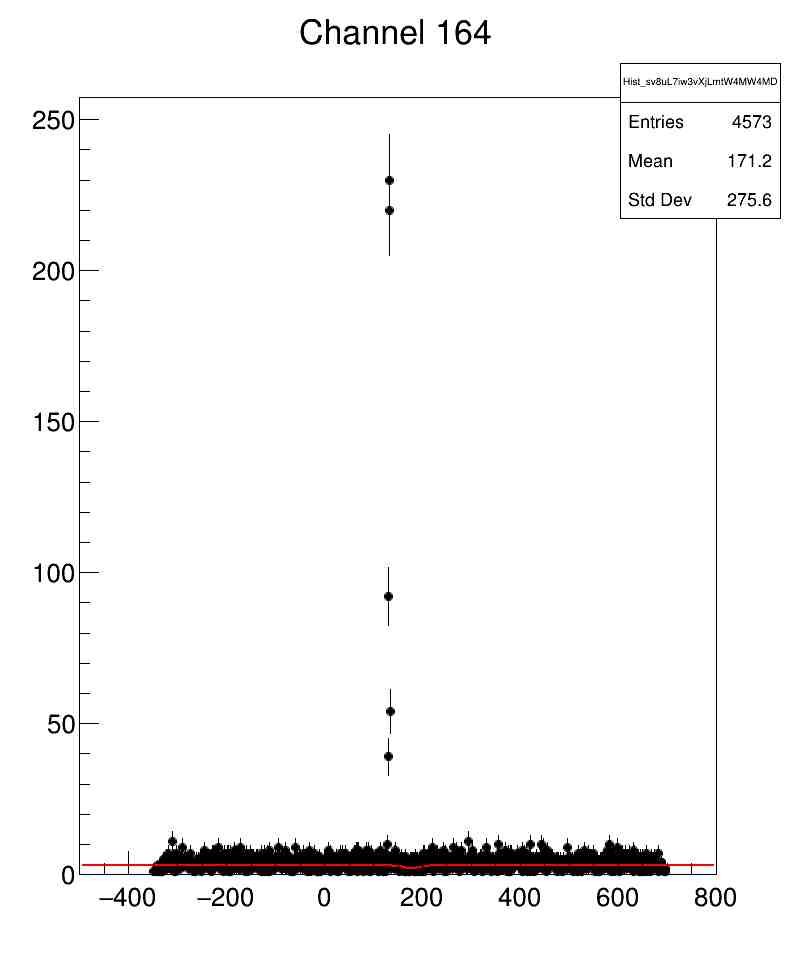 Channel 164
Hist_sv8uL7iw3vXjLmtW4MW4MD
Entries 4573
Mean 171.2
Std Dev 275.6
250
200
150
100
50
0
−400 −200 0 200 400 600 800